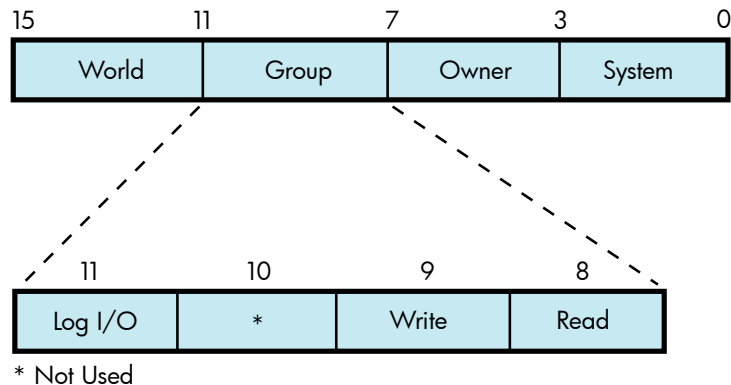 15 11 7 3 0
World Group Owner System
11 10 9 8
Log I/O * Write Read
* Not Used